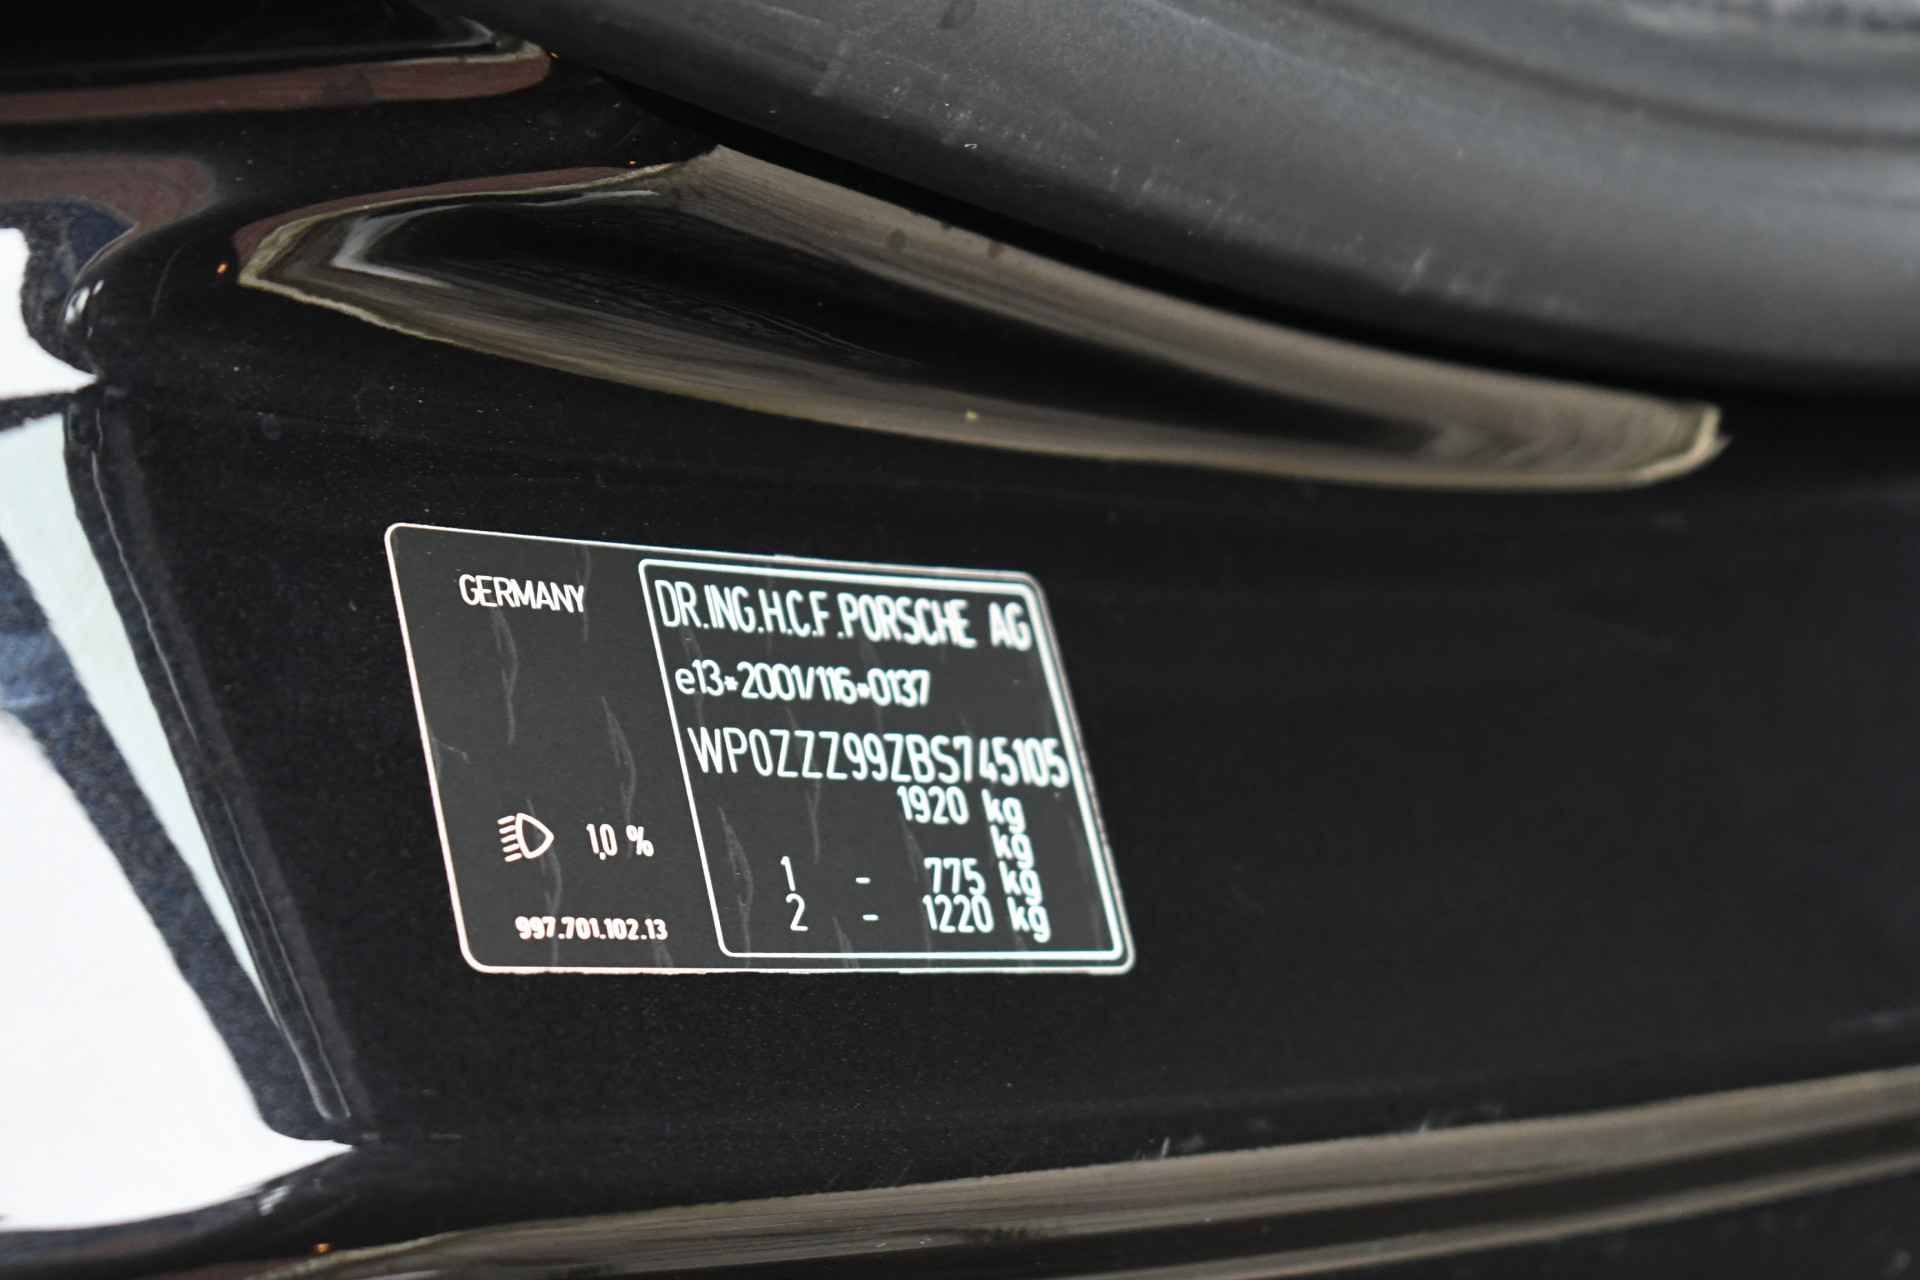 GERMANY
DR.ING.H.C.F.PORSCHE AG
e13*2001/116*0137
WP0ZZZ99ZBS745105
1920 kg
kg
1 - 775 kg
2 - 1220 kg
1,0 %
997.701.102.13